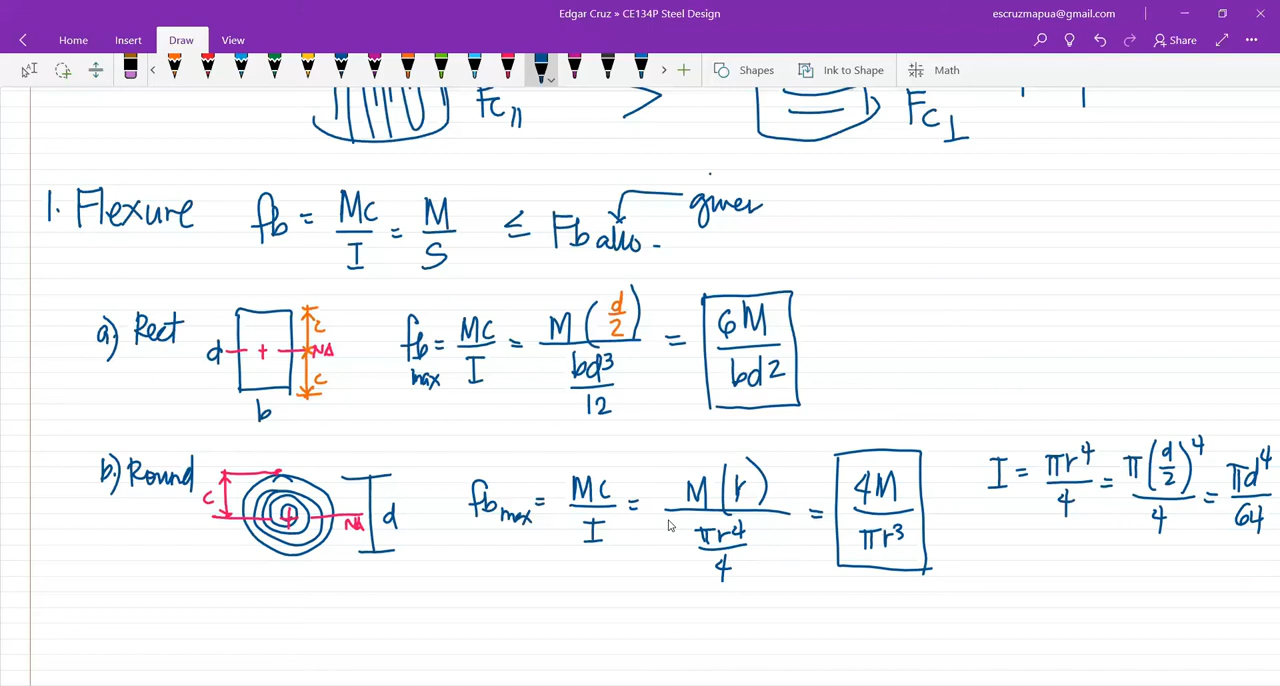 Edgar Cruz » CE134P Steel Design
escruzmapua@gmail.com
Home Insert Draw View
Share
Shapes Ink to Shape Math
Fc∥ > Fc⊥
1. Flexure fb = Mc/I = M/S ≤ Fb allo. given
a) Rect d b NA c c fb max = Mc/I = M(d/2)/(bd³/12) = 6M/bd2
b.) Round c NA d fb max = Mc/I = M(r)/(πr⁴/4) = 4M/πr³
I = πr⁴/4 = π(d/2)⁴/4 = πd⁴/64